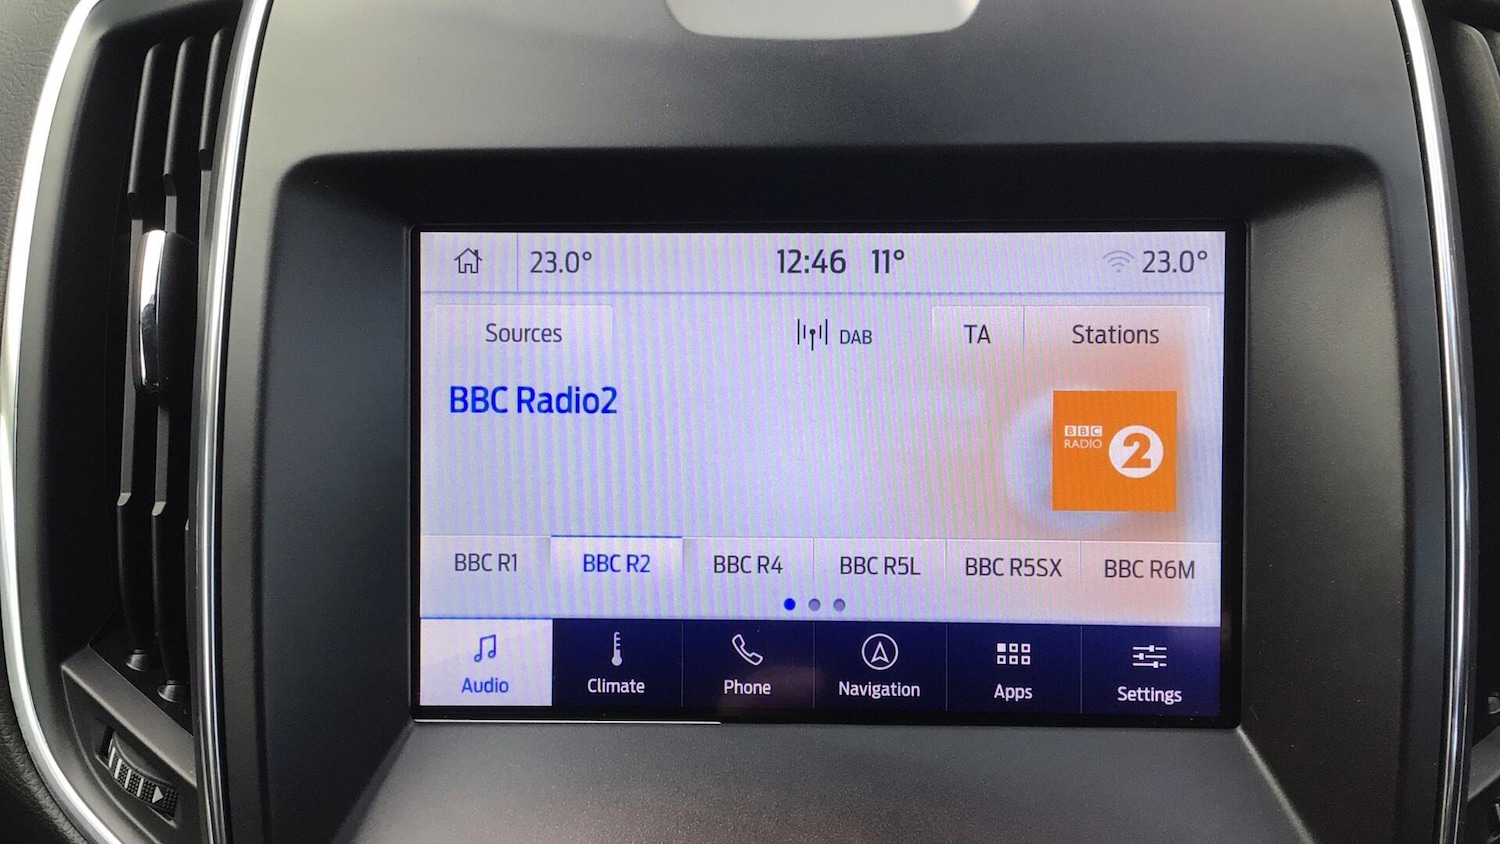 23.0° 12:46 11° 23.0°
Sources DAB TA Stations
BBC Radio2
BBC
RADIO
2
BBC R1 BBC R2 BBC R4 BBC R5L BBC R5SX BBC R6M
Audio Climate Phone Navigation Apps Settings